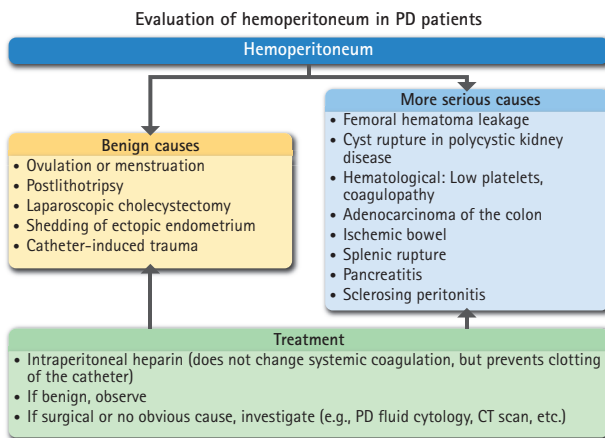 Evaluation of hemoperitoneum in PD patients
Hemoperitoneum
Benign causes
• Ovulation or menstruation
• Postlithotripsy
• Laparoscopic cholecystectomy
• Shedding of ectopic endometrium
• Catheter-induced trauma
More serious causes
• Femoral hematoma leakage
• Cyst rupture in polycystic kidney
disease
• Hematological: Low platelets,
coagulopathy
• Adenocarcinoma of the colon
• Ischemic bowel
• Splenic rupture
• Pancreatitis
• Sclerosing peritonitis
Treatment
• Intraperitoneal heparin (does not change systemic coagulation, but prevents clotting
of the catheter)
• If benign, observe
• If surgical or no obvious cause, investigate (e.g., PD fluid cytology, CT scan, etc.)